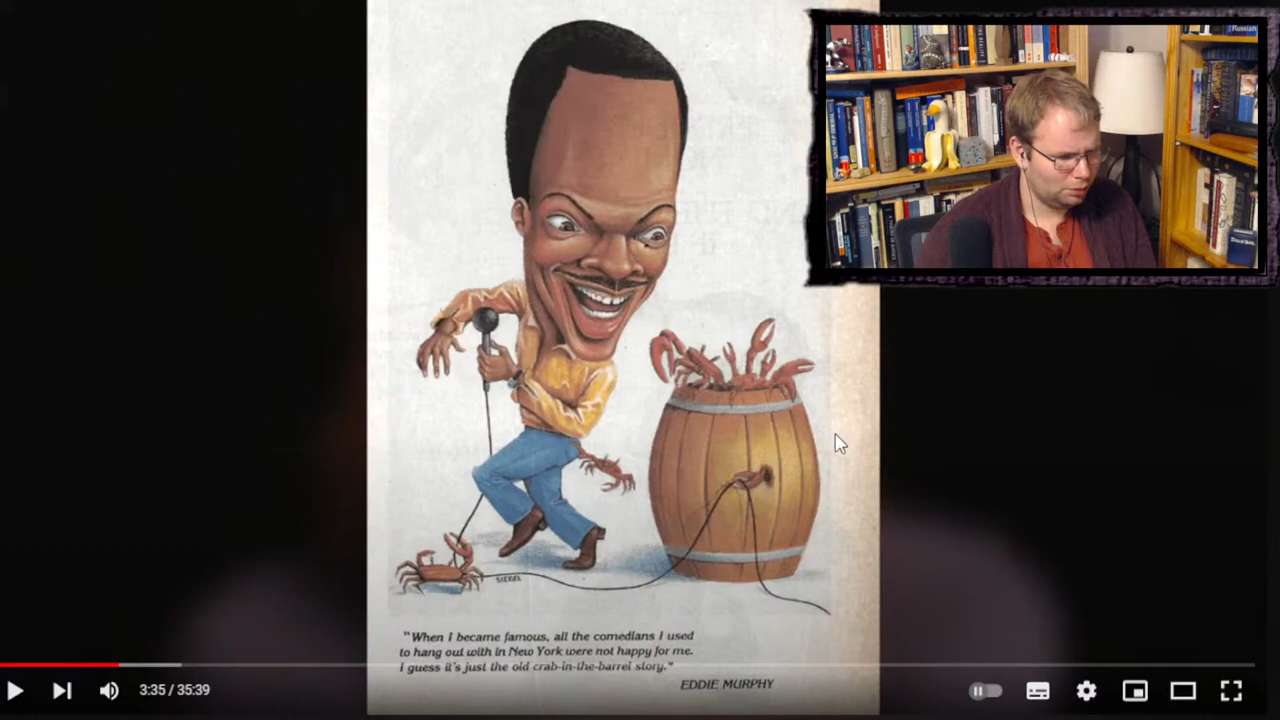 Russian
SIEBEL
"When I became famous, all the comedians I used
to hang out with in New York were not happy for me.
I guess it's just the old crab-in-the-barrel story."
EDDIE MURPHY
3:35 / 35:39